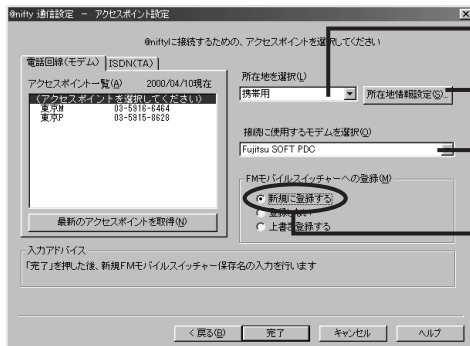 @nifty 通信設定 － アクセスポイント設定
@niftyに接続するための、アクセスポイントを選択してください
電話回線(モデム) ISDN(TA)
アクセスポイント一覧(A) 2000/04/10現在
(アクセスポイントを選択してください)
東京M 03-5916-6464
東京P 03-5915-8628
最新のアクセスポイントを取得(N)
所在地を選択(L)
携帯用
所在地情報設定(S)...
接続に使用するモデムを選択(O)
Fujitsu SOFT PDC
FMモバイルスイッチャーへの登録(M)
新規に登録する
登録しない
上書き登録する
入力アドバイス
「完了」を押した後、新規FMモバイルスイッチャー保存名の入力を行います
< 戻る(B)
完了
キャンセル
ヘルプ